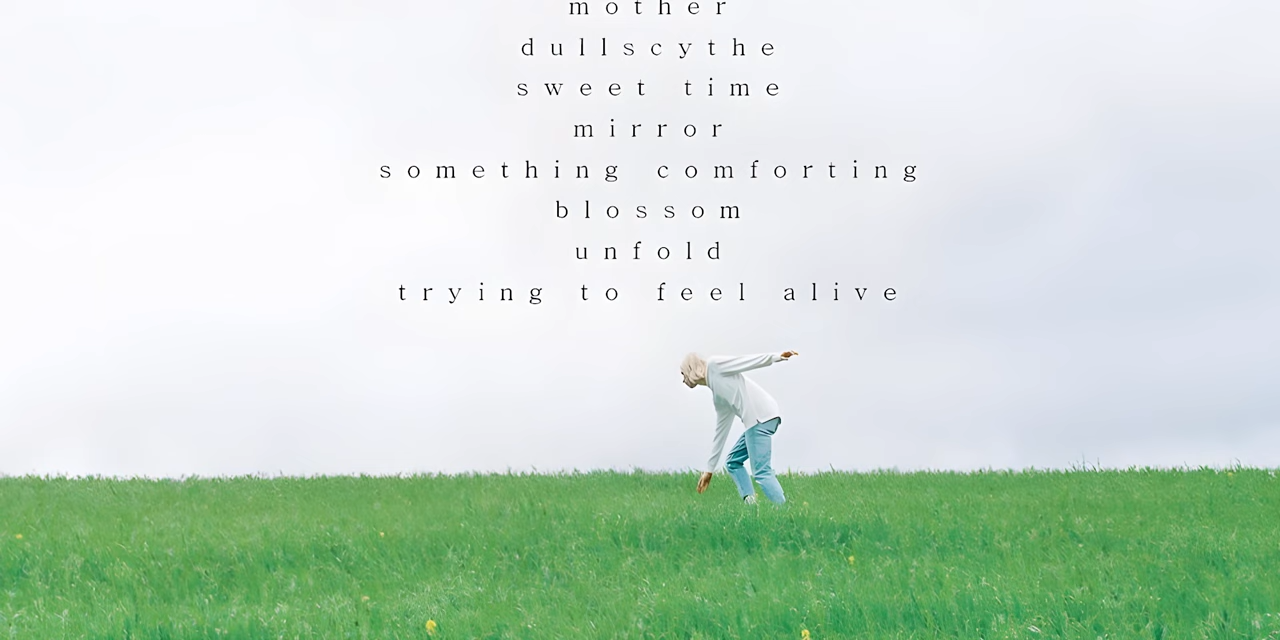 mother
dullscythe
sweet time
mirror
something comforting
blossom
unfold
trying to feel alive